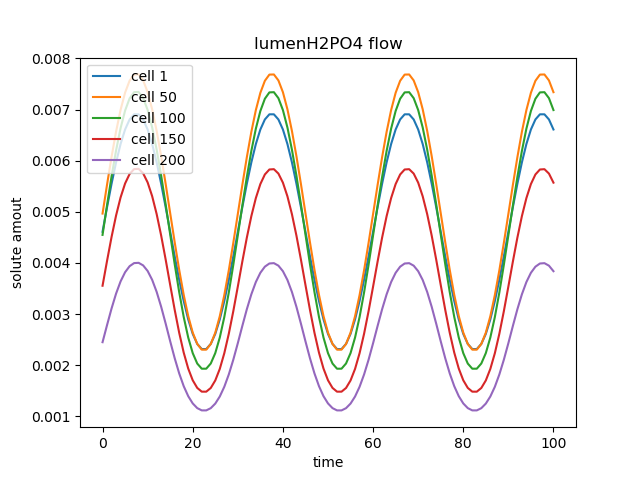 lumenH2PO4 flow
cell 1
cell 50
cell 100
cell 150
cell 200
0.008
0.007
0.006
0.005
0.004
0.003
0.002
0.001
solute amout
0 20 40 60 80 100
time